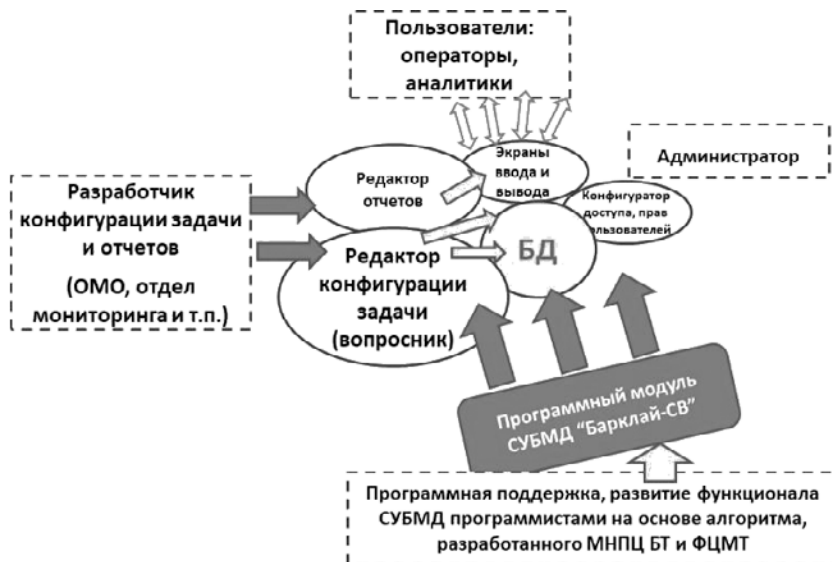 Пользователи:
операторы,
аналитики
Экраны
ввода и
вывода
Администратор
Редактор
отчетов
Конфигуратор
доступа, прав
пользователей
Разработчик
конфигурации задачи
и отчетов
(ОМО, отдел
мониторинга и т.п.)
БД
Редактор
конфигурации
задачи
(вопросник)
Программный модуль
СУБМД “Барклай-СВ”
Программная поддержка, развитие функционала
СУБМД программистами на основе алгоритма,
разработанного МНПЦ БТ и ФЦМТ